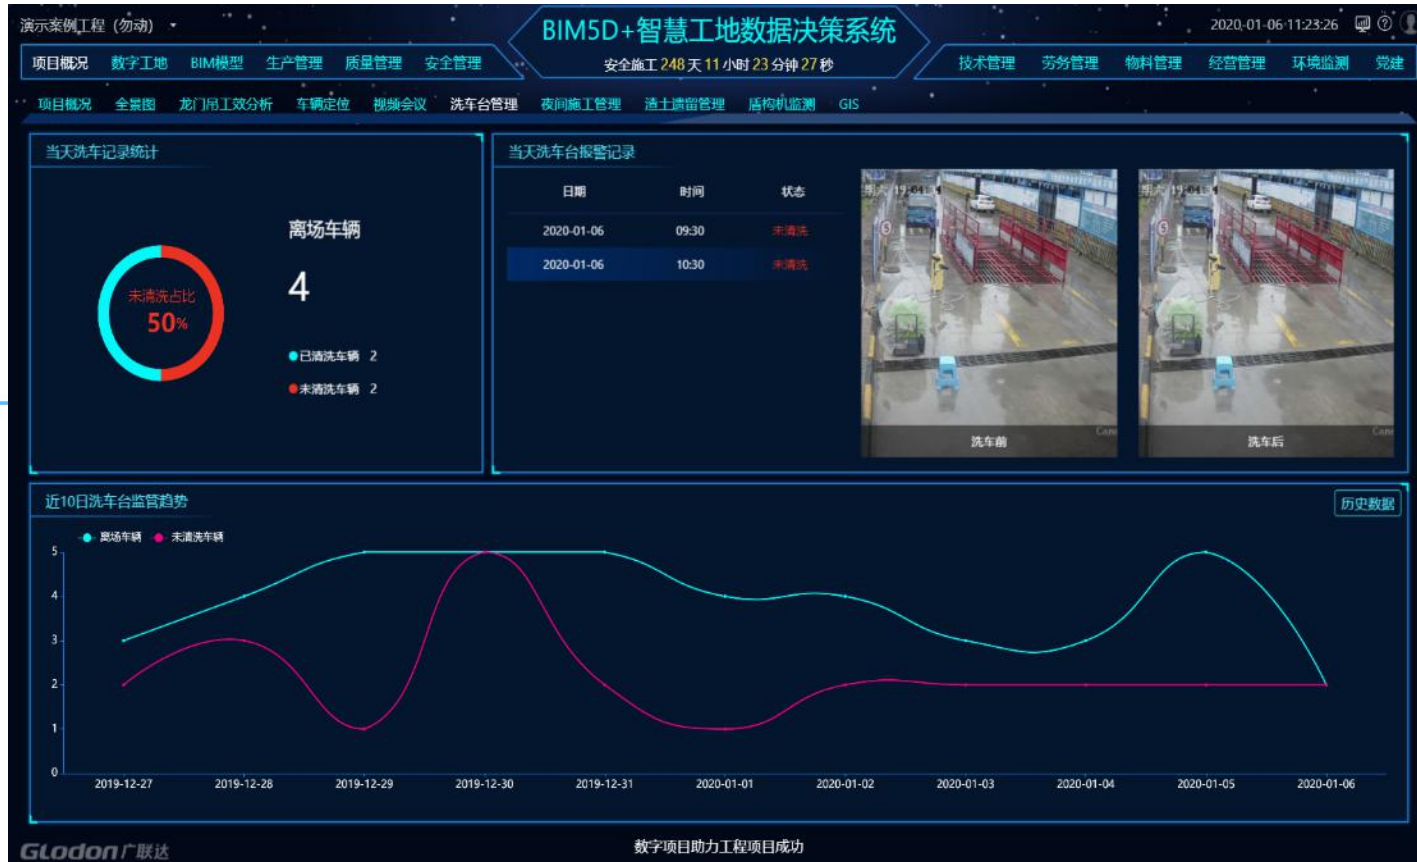 演示案例工程（勿动）
BIM5D+智慧工地数据决策系统
2020-01-06 11:23:26
安全施工 248 天 11 小时 23 分钟 27 秒
项目概况 数字工地 BIM模型 生产管理 质量管理 安全管理
技术管理 劳务管理 物料管理 经营管理 环境监测 党建
项目概况 全景图 龙门吊工效分析 车辆定位 视频会议 洗车台管理 夜间施工管理 渣土遗留管理 盾构机监测 GIS
当天洗车记录统计
未清洗占比
50%
离场车辆
4
已清洗车辆 2
未清洗车辆 2
当天洗车台报警记录
日期 时间 状态
2020-01-06 09:30 未清洗
2020-01-06 10:30 未清洗
洗车前
洗车后
近10日洗车台监管趋势
历史数据
离场车辆 未清洗车辆
5
4
3
2
1
0
2019-12-27 2019-12-28 2019-12-29 2019-12-30 2019-12-31 2020-01-01 2020-01-02 2020-01-03 2020-01-04 2020-01-05 2020-01-06
GLodon广联达
数字项目助力工程项目成功